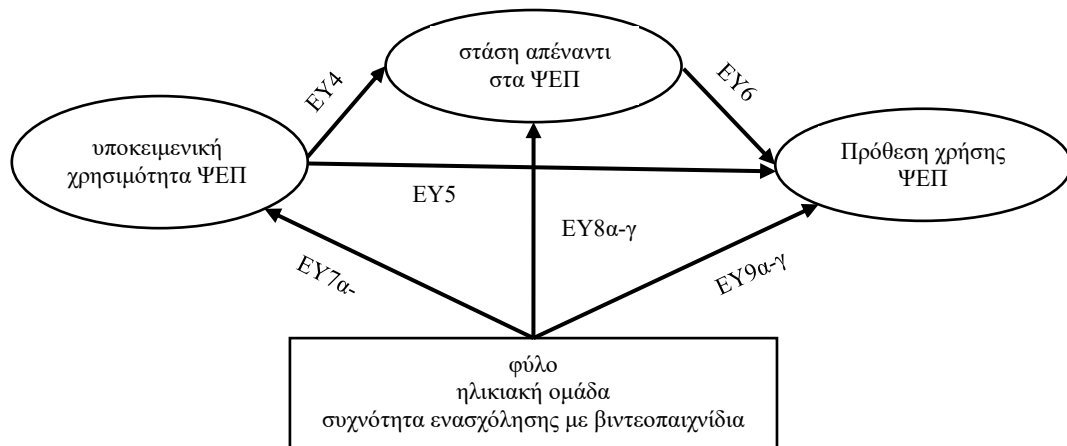 στάση απέναντι
στα ΨΕΠ
ΕΥ4
ΕΥ6
υποκειμενική
χρησιμότητα ΨΕΠ
Πρόθεση χρήσης
ΨΕΠ
ΕΥ5
ΕΥ8α-γ
ΕΥ7α-
ΕΥ9α-γ
φύλο
ηλικιακή ομάδα
συχνότητα ενασχόλησης με βιντεοπαιχνίδια